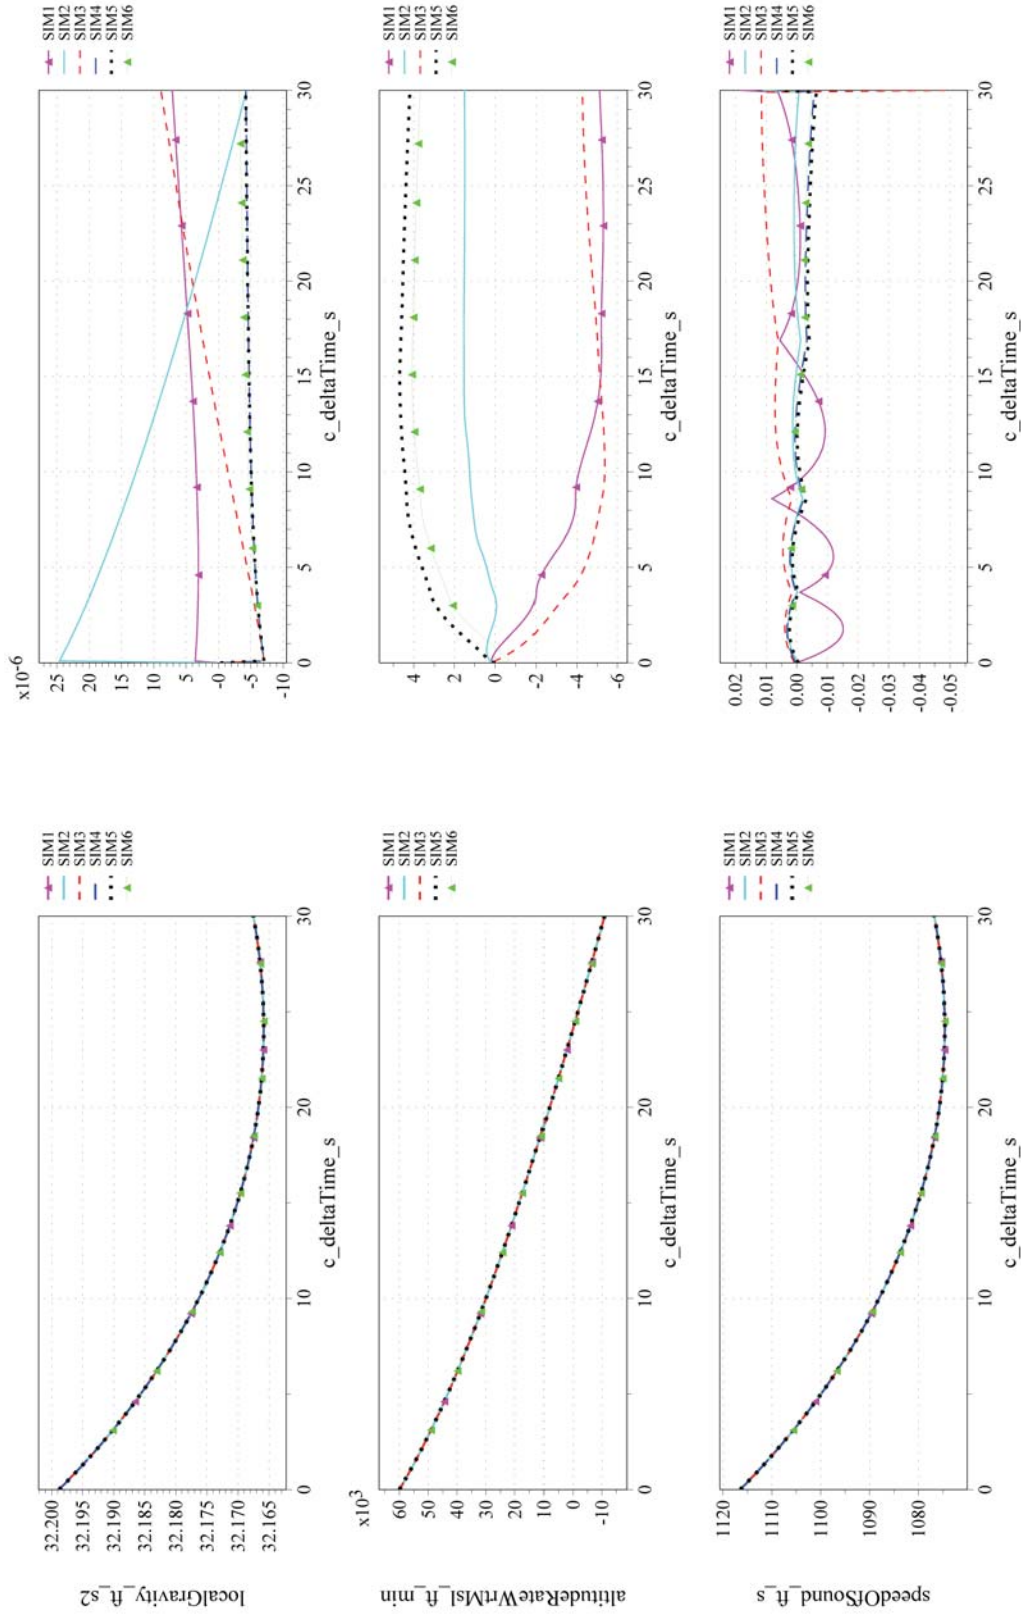 localGravity_ft_s2
32.200
32.195
32.190
32.185
32.180
32.175
32.170
32.165
0 10 20 30
c_deltaTime_s
SIM1
SIM2
SIM3
SIM4
SIM5
SIM6
x10-6
25
20
15
10
5
0
-5
-10
0 5 10 15 20 25 30
c_deltaTime_s
SIM1
SIM2
SIM3
SIM4
SIM5
SIM6
altitudeRateWrtMsl_ft_min
x10³
60
50
40
30
20
10
0
-10
0 10 20 30
c_deltaTime_s
SIM1
SIM2
SIM3
SIM5
SIM6
4
2
0
-2
-4
-6
0 5 10 15 20 25 30
c_deltaTime_s
SIM1
SIM2
SIM3
SIM5
SIM6
speedOfSound_ft_s
1120
1110
1100
1090
1080
0 10 20 30
c_deltaTime_s
SIM1
SIM2
SIM3
SIM4
SIM5
SIM6
0.02
0.01
0.00
-0.01
-0.02
-0.03
-0.04
-0.05
0 5 10 15 20 25 30
c_deltaTime_s
SIM1
SIM2
SIM3
SIM4
SIM5
SIM6